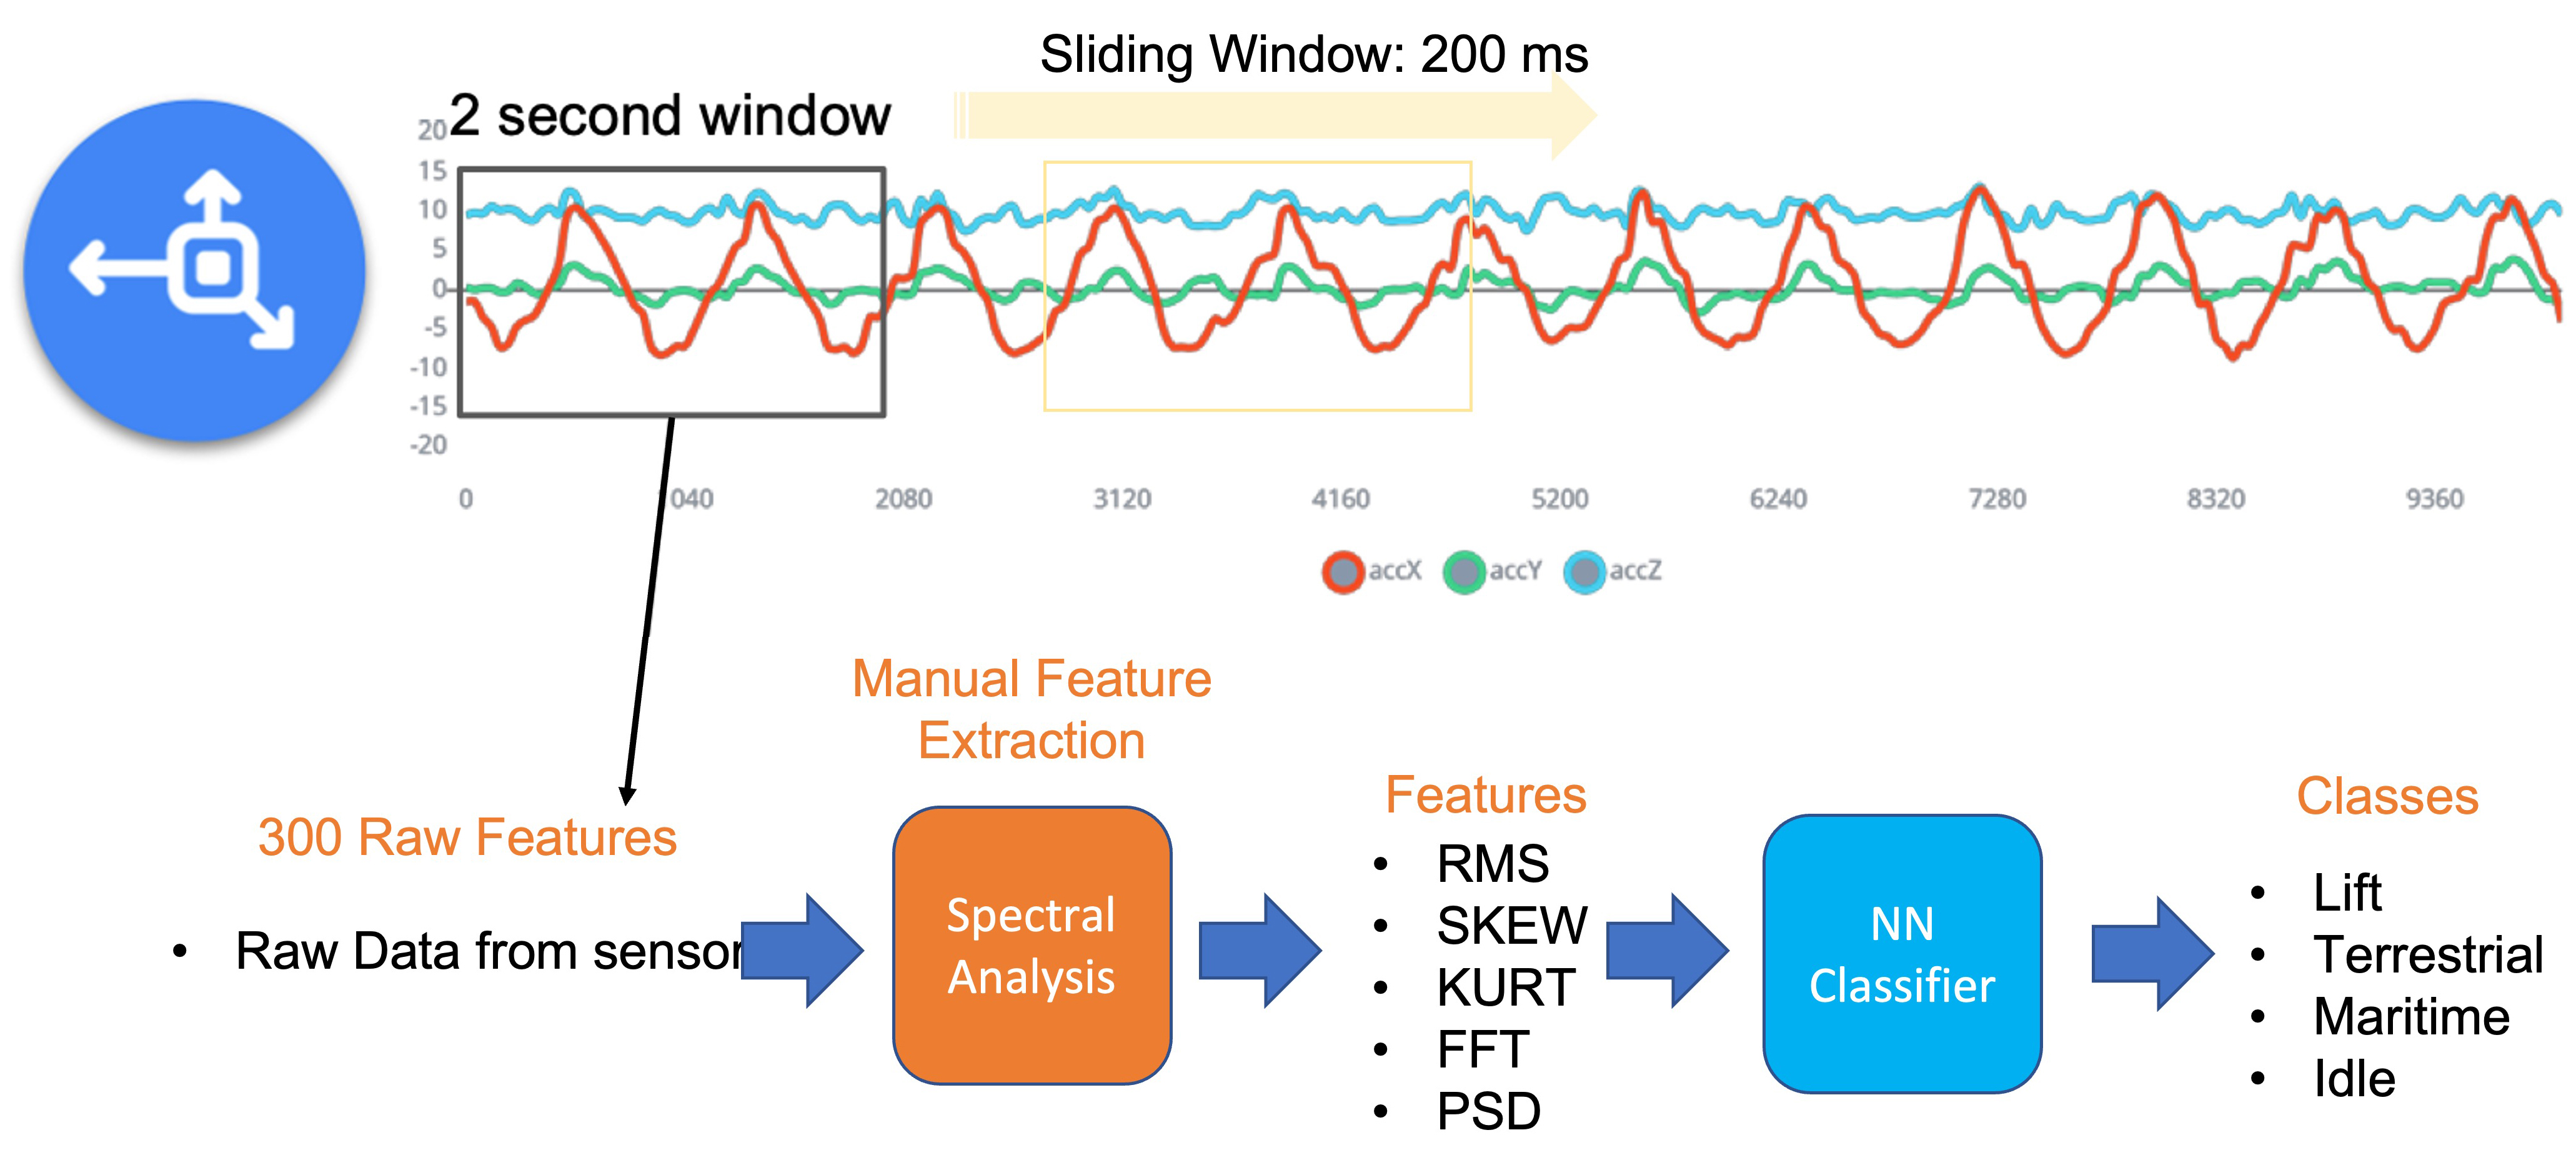 Sliding Window: 200 ms
2 second window
20
15
10
5
0
-5
-10
-15
-20
0 040 2080 3120 4160 5200 6240 7280 8320 9360
accX accY accZ
Manual Feature
Extraction
300 Raw Features
• Raw Data from sensor
Spectral
Analysis
Features
• RMS
• SKEW
• KURT
• FFT
• PSD
NN
Classifier
Classes
• Lift
• Terrestrial
• Maritime
• Idle